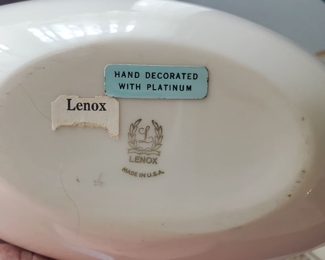 HAND DECORATED
WITH PLATINUM
Lenox
L
LENOX
MADE IN U.S.A.